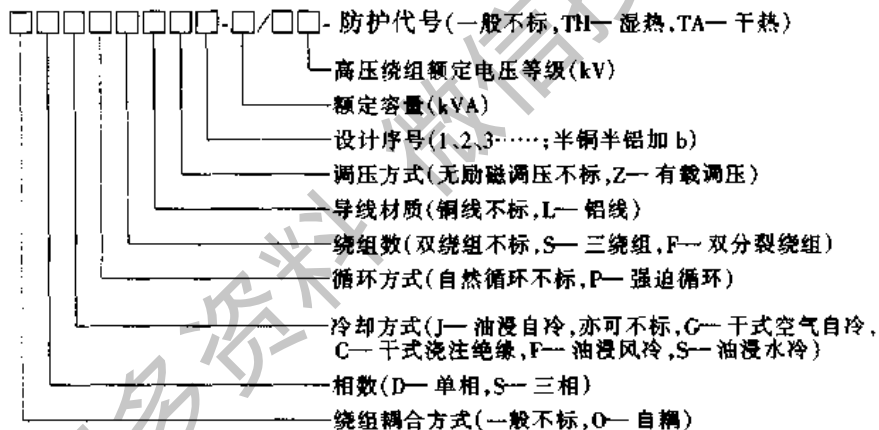 □□□□□□□□-□/□□-防护代号(一般不标,TH—湿热,TA—干热)
高压绕组额定电压等级(kV)
额定容量(kVA)
设计序号(1、2、3……;半铜半铝加 b)
调压方式(无励磁调压不标,Z—有载调压)
导线材质(铜线不标,L—铝线)
绕组数(双绕组不标,S—三绕组,F—双分裂绕组)
循环方式(自然循环不标,P—强迫循环)
冷却方式(J—油浸自冷,亦可不标,G—干式空气自冷,
C—干式浇注绝缘,F—油浸风冷,S—油浸水冷)
相数(D—单相,S—三相)
绕组耦合方式(一般不标,O—自耦)
多资料 微信